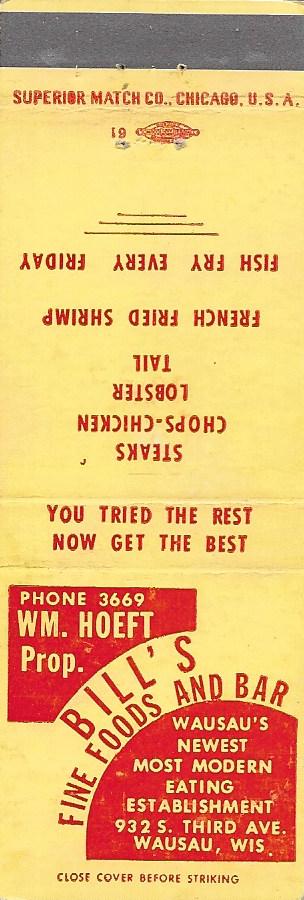 SUPERIOR MATCH CO., CHICAGO, U.S.A.
19
STEAKS
CHOPS-CHICKEN
LOBSTER
TAIL
FRENCH FRIED SHRIMP
FISH FRY EVERY FRIDAY
YOU TRIED THE REST
NOW GET THE BEST
PHONE 3669
WM. HOEFT
Prop.
BILL'S
FINE FOODS AND BAR
WAUSAU'S
NEWEST
MOST MODERN
EATING
ESTABLISHMENT
932 S. THIRD AVE.
WAUSAU, WIS.
CLOSE COVER BEFORE STRIKING